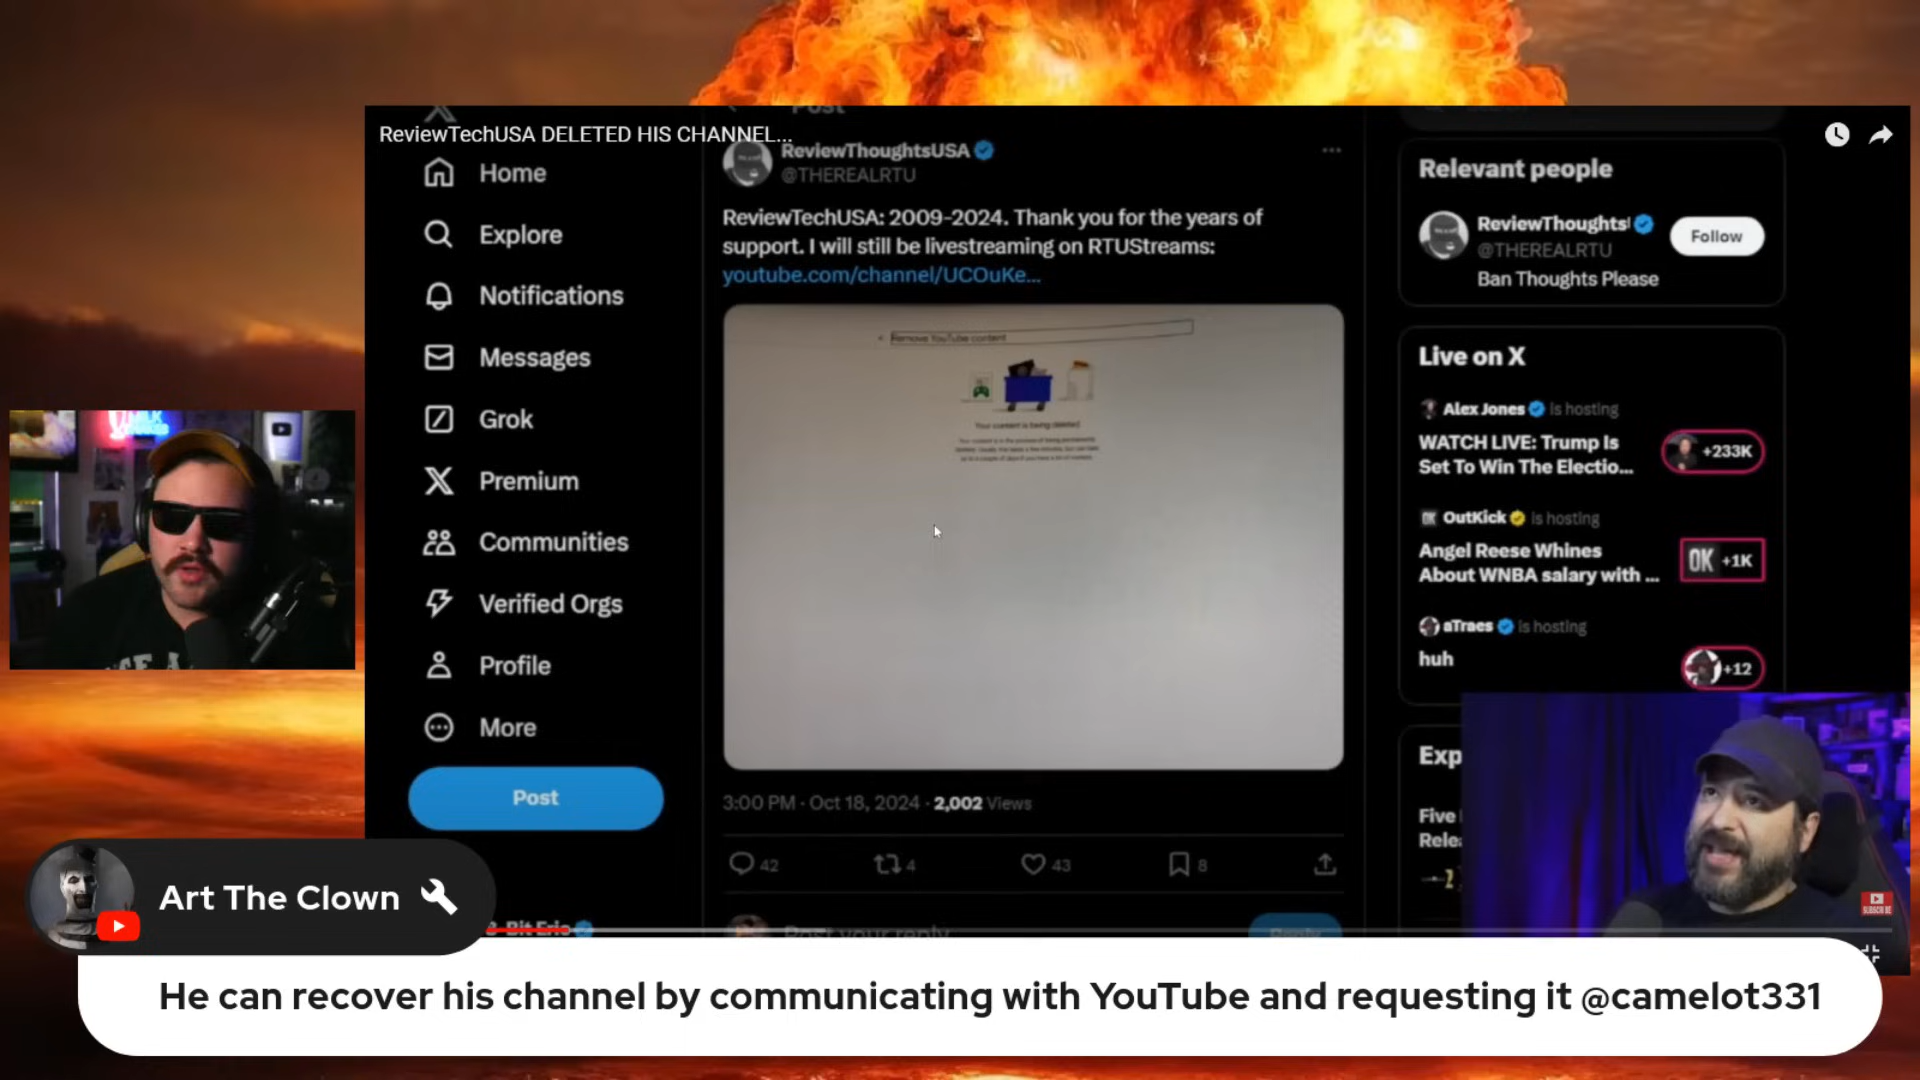 ReviewTechUSA DELETED HIS CHANNEL...
Post
Home
Explore
Notifications
Messages
Grok
Premium
Communities
Verified Orgs
Profile
More
Post
ReviewThoughtsUSA
@THEREALRTU
ReviewTechUSA: 2009-2024. Thank you for the years of
support. I will still be livestreaming on RTUStreams:
youtube.com/channel/UCOuKe...
Remove YouTube content
Your content is being deleted
3:00 PM · Oct 18, 2024 · 2,002 Views
42
4
43
8
Post your reply
Reply
Relevant people
ReviewThoughts
@THEREALRTU
Follow
Ban Thoughts Please
Live on X
Alex Jones is hosting
WATCH LIVE: Trump Is
Set To Win The Electio...
+233K
OutKick is hosting
Angel Reese Whines
About WNBA salary with ...
OK +1K
aTraes is hosting
huh
+12
Exp
Five
Rele
SUBSCRIBE
Art The Clown
He can recover his channel by communicating with YouTube and requesting it @camelot331